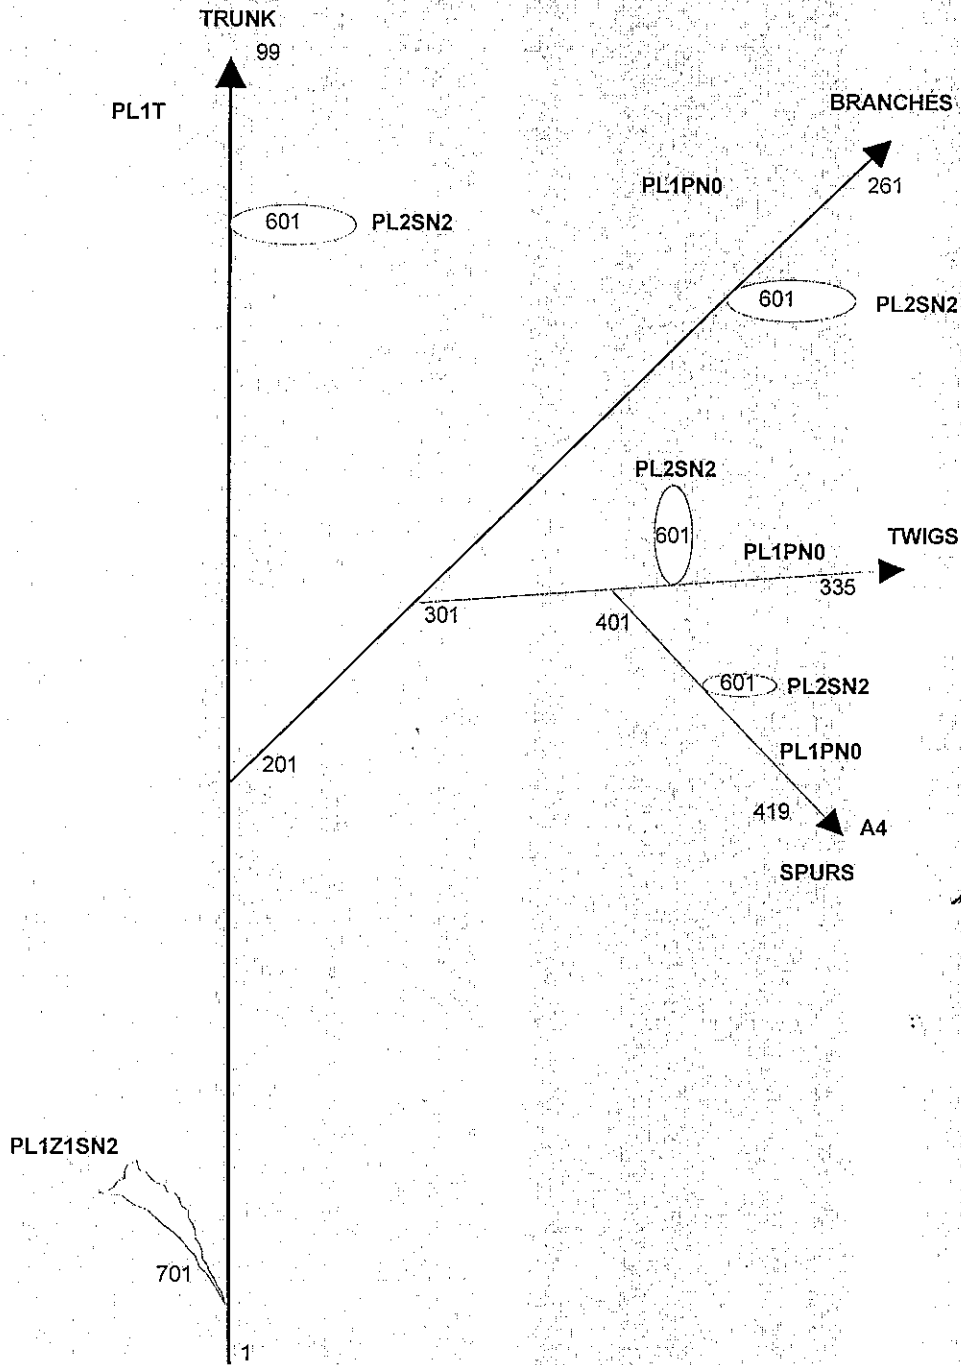 TRUNK
99
PL1T
BRANCHES
PL1PN0
261
601
PL2SN2
601
PL2SN2
PL2SN2
601
PL1PN0
TWIGS
335
301
401
601
PL2SN2
PL1PN0
201
419
A4
SPURS
PL1Z1SN2
701
1